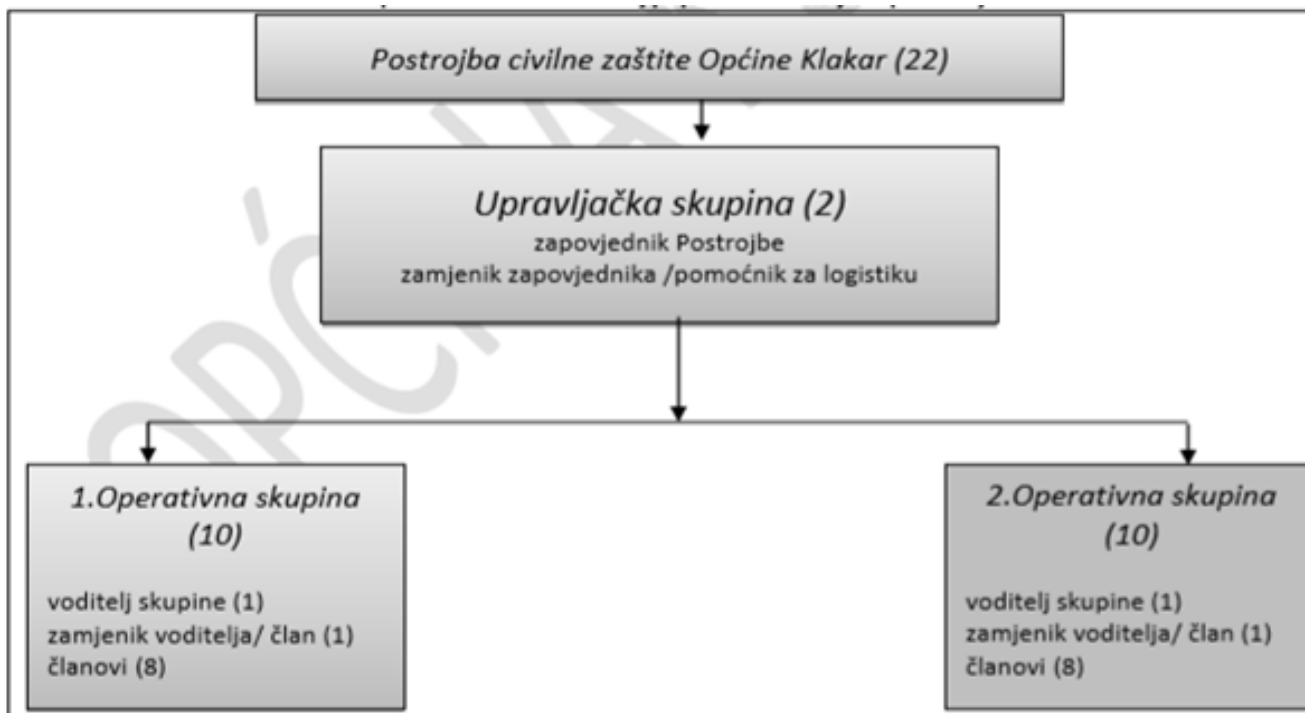 Postrojba civilne zaštite Općine Klakar (22)
Upravljačka skupina (2)
zapovjednik Postrojbe
zamjenik zapovjednika /pomoćnik za logistiku
1.Operativna skupina
(10)
voditelj skupine (1)
zamjenik voditelja/ član (1)
članovi (8)
2.Operativna skupina
(10)
voditelj skupine (1)
zamjenik voditelja/ član (1)
članovi (8)
OPĆINA